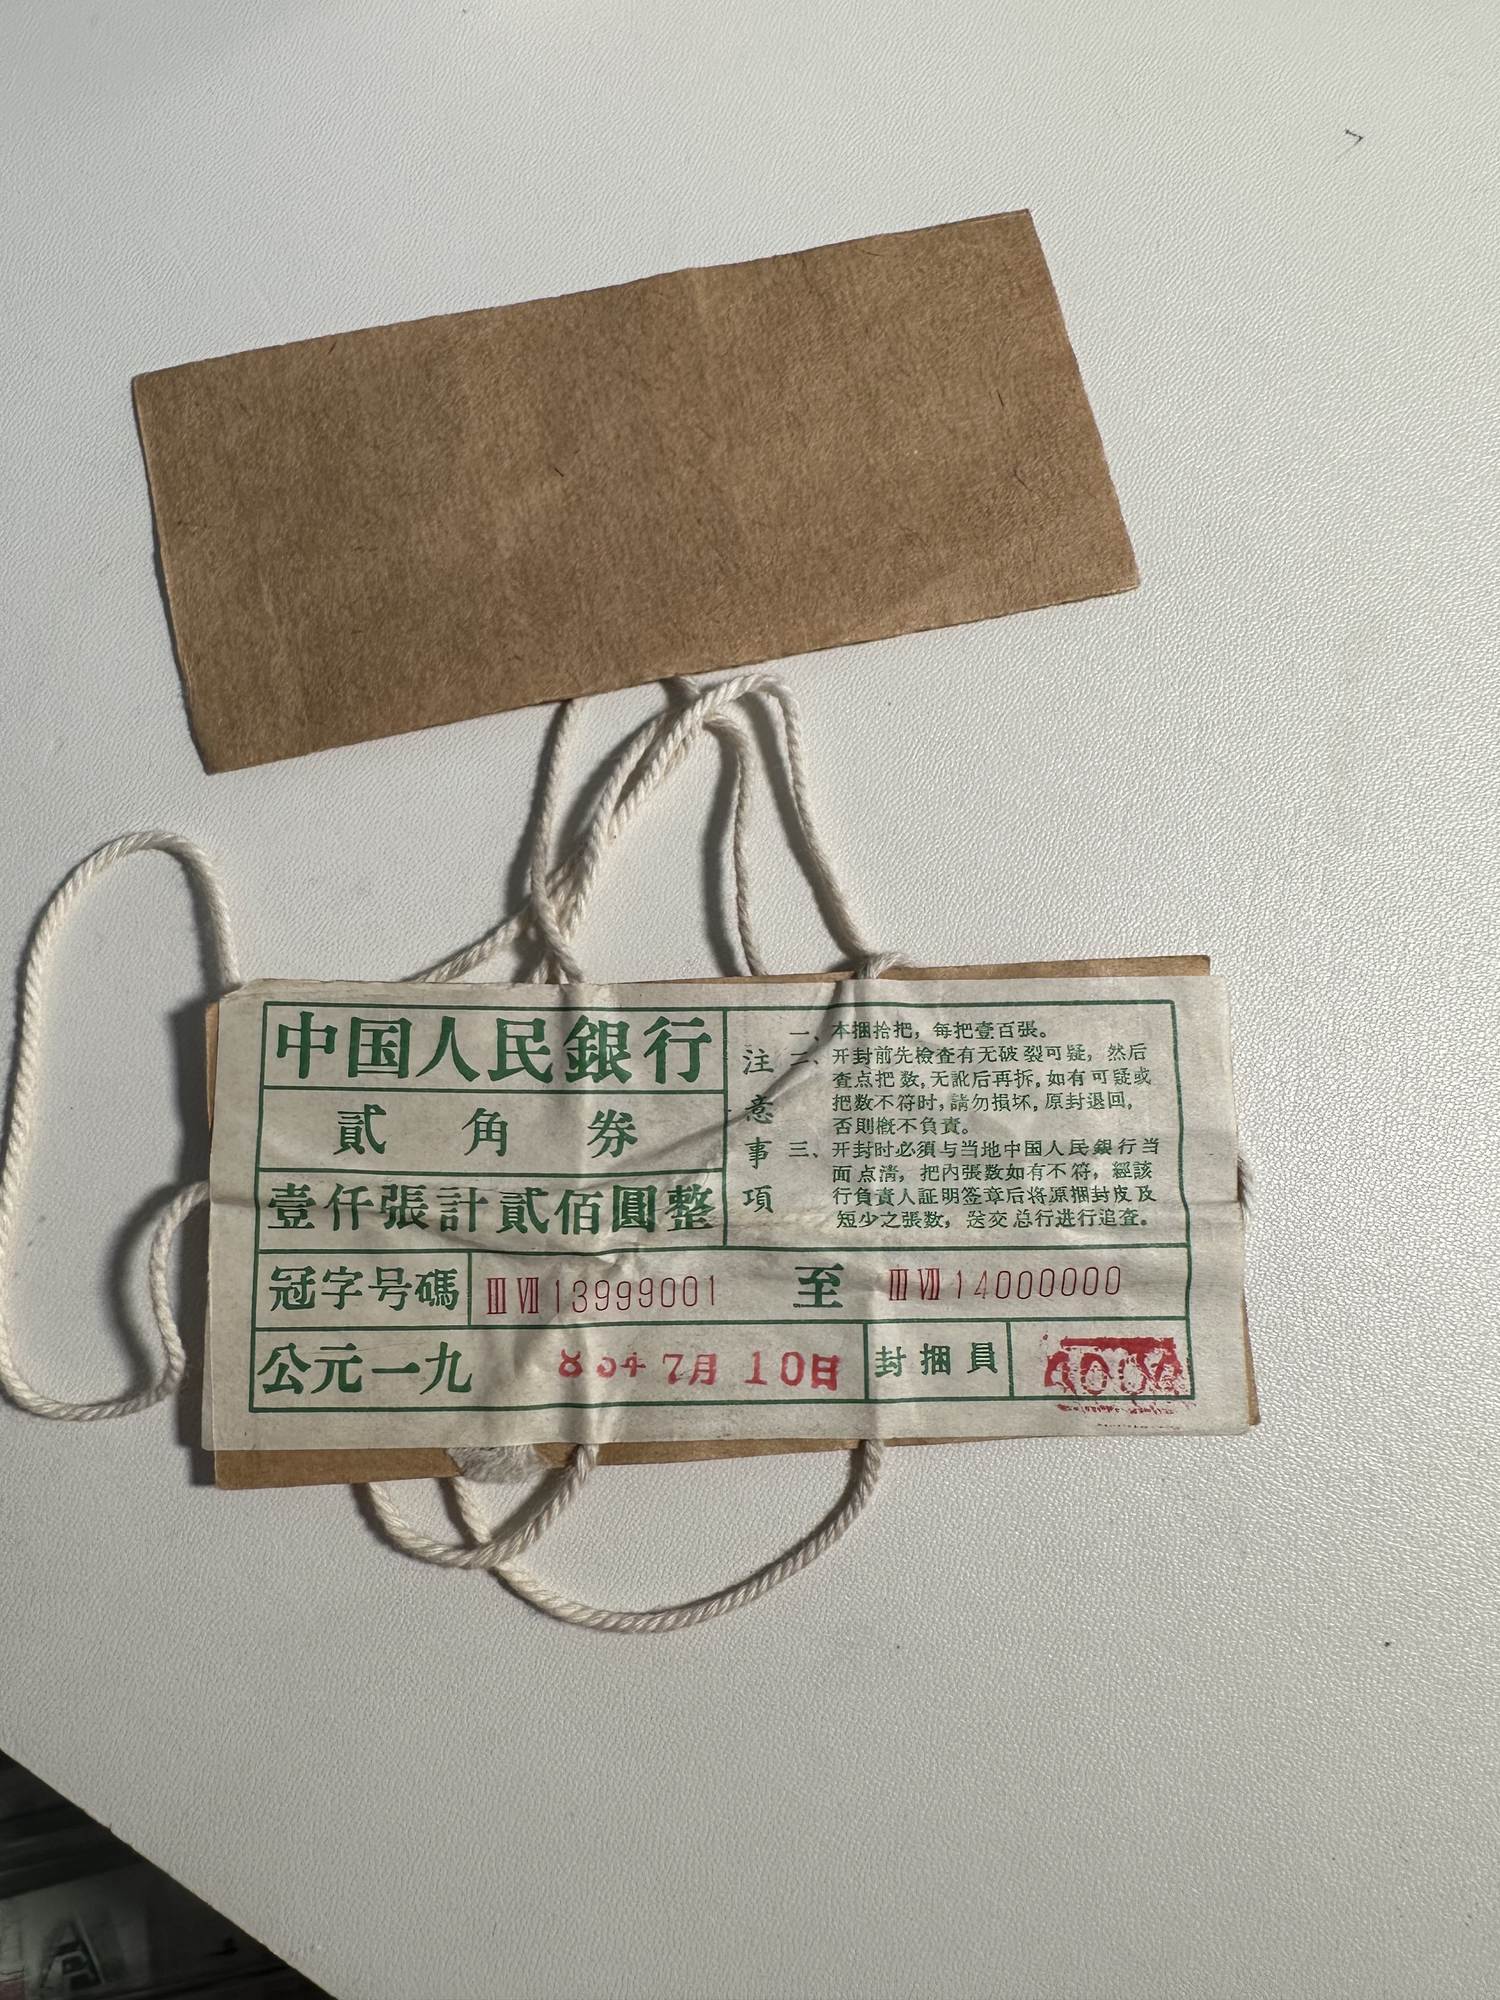 中国人民銀行
貳角券
壹仟張計貳佰圓整
注意事項
一、本捆拾把，每把壹百張。
二、开封前先檢查有无破裂可疑，然后
查点把数，无訛后再拆，如有可疑或
把数不符时，請勿損坏，原封退回，
否則概不負責。
三、开封时必須与当地中国人民銀行当
面点清，把內張数如有不符，經該
行負責人証明签章后将原捆封皮及
短少之張数，送交总行进行追査。
冠字号碼 ⅢⅦ13999001 至 ⅢⅦ14000000
公元一九 8 年 7月 10日 封捆員